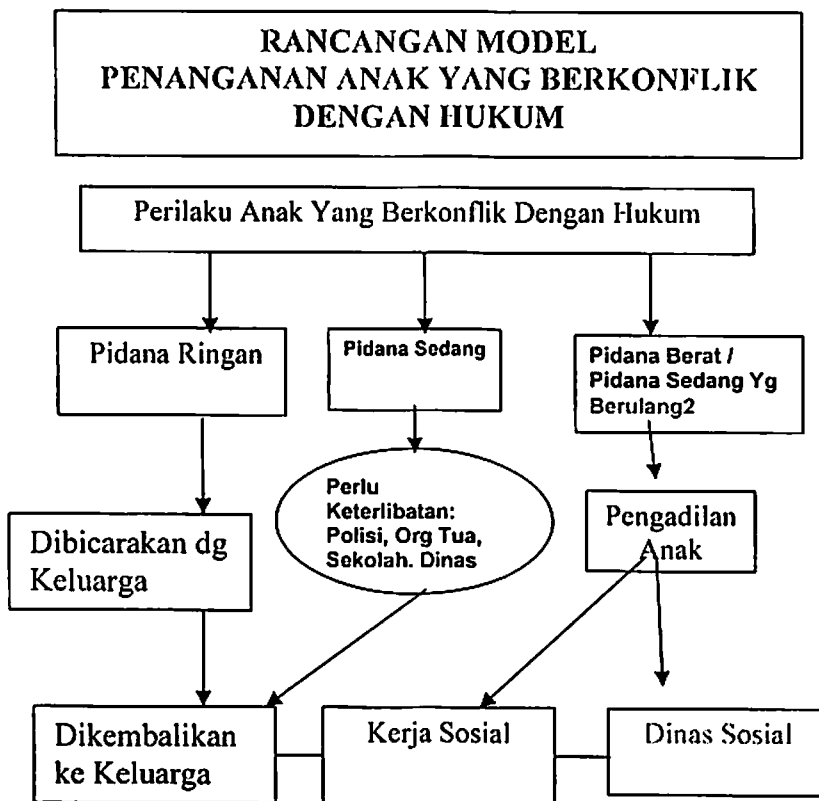 RANCANGAN MODEL
PENANGANAN ANAK YANG BERKONFLIK
DENGAN HUKUM
Perilaku Anak Yang Berkonflik Dengan Hukum
Pidana Ringan
Pidana Sedang
Pidana Berat /
Pidana Sedang Yg
Berulang2
Perlu
Keterlibatan:
Polisi, Org Tua,
Sekolah. Dinas
Dibicarakan dg
Keluarga
Pengadilan
Anak
Dikembalikan
ke Keluarga
Kerja Sosial
Dinas Sosial